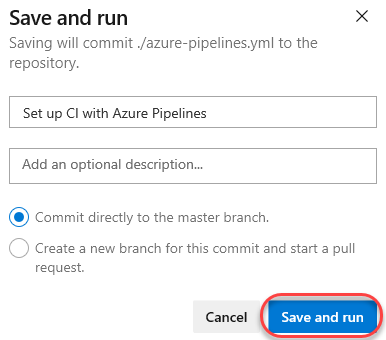 Save and run
Saving will commit ./azure-pipelines.yml to the
repository.
Set up CI with Azure Pipelines
Add an optional description...
Commit directly to the master branch.
Create a new branch for this commit and start a pull
request.
Cancel
Save and run